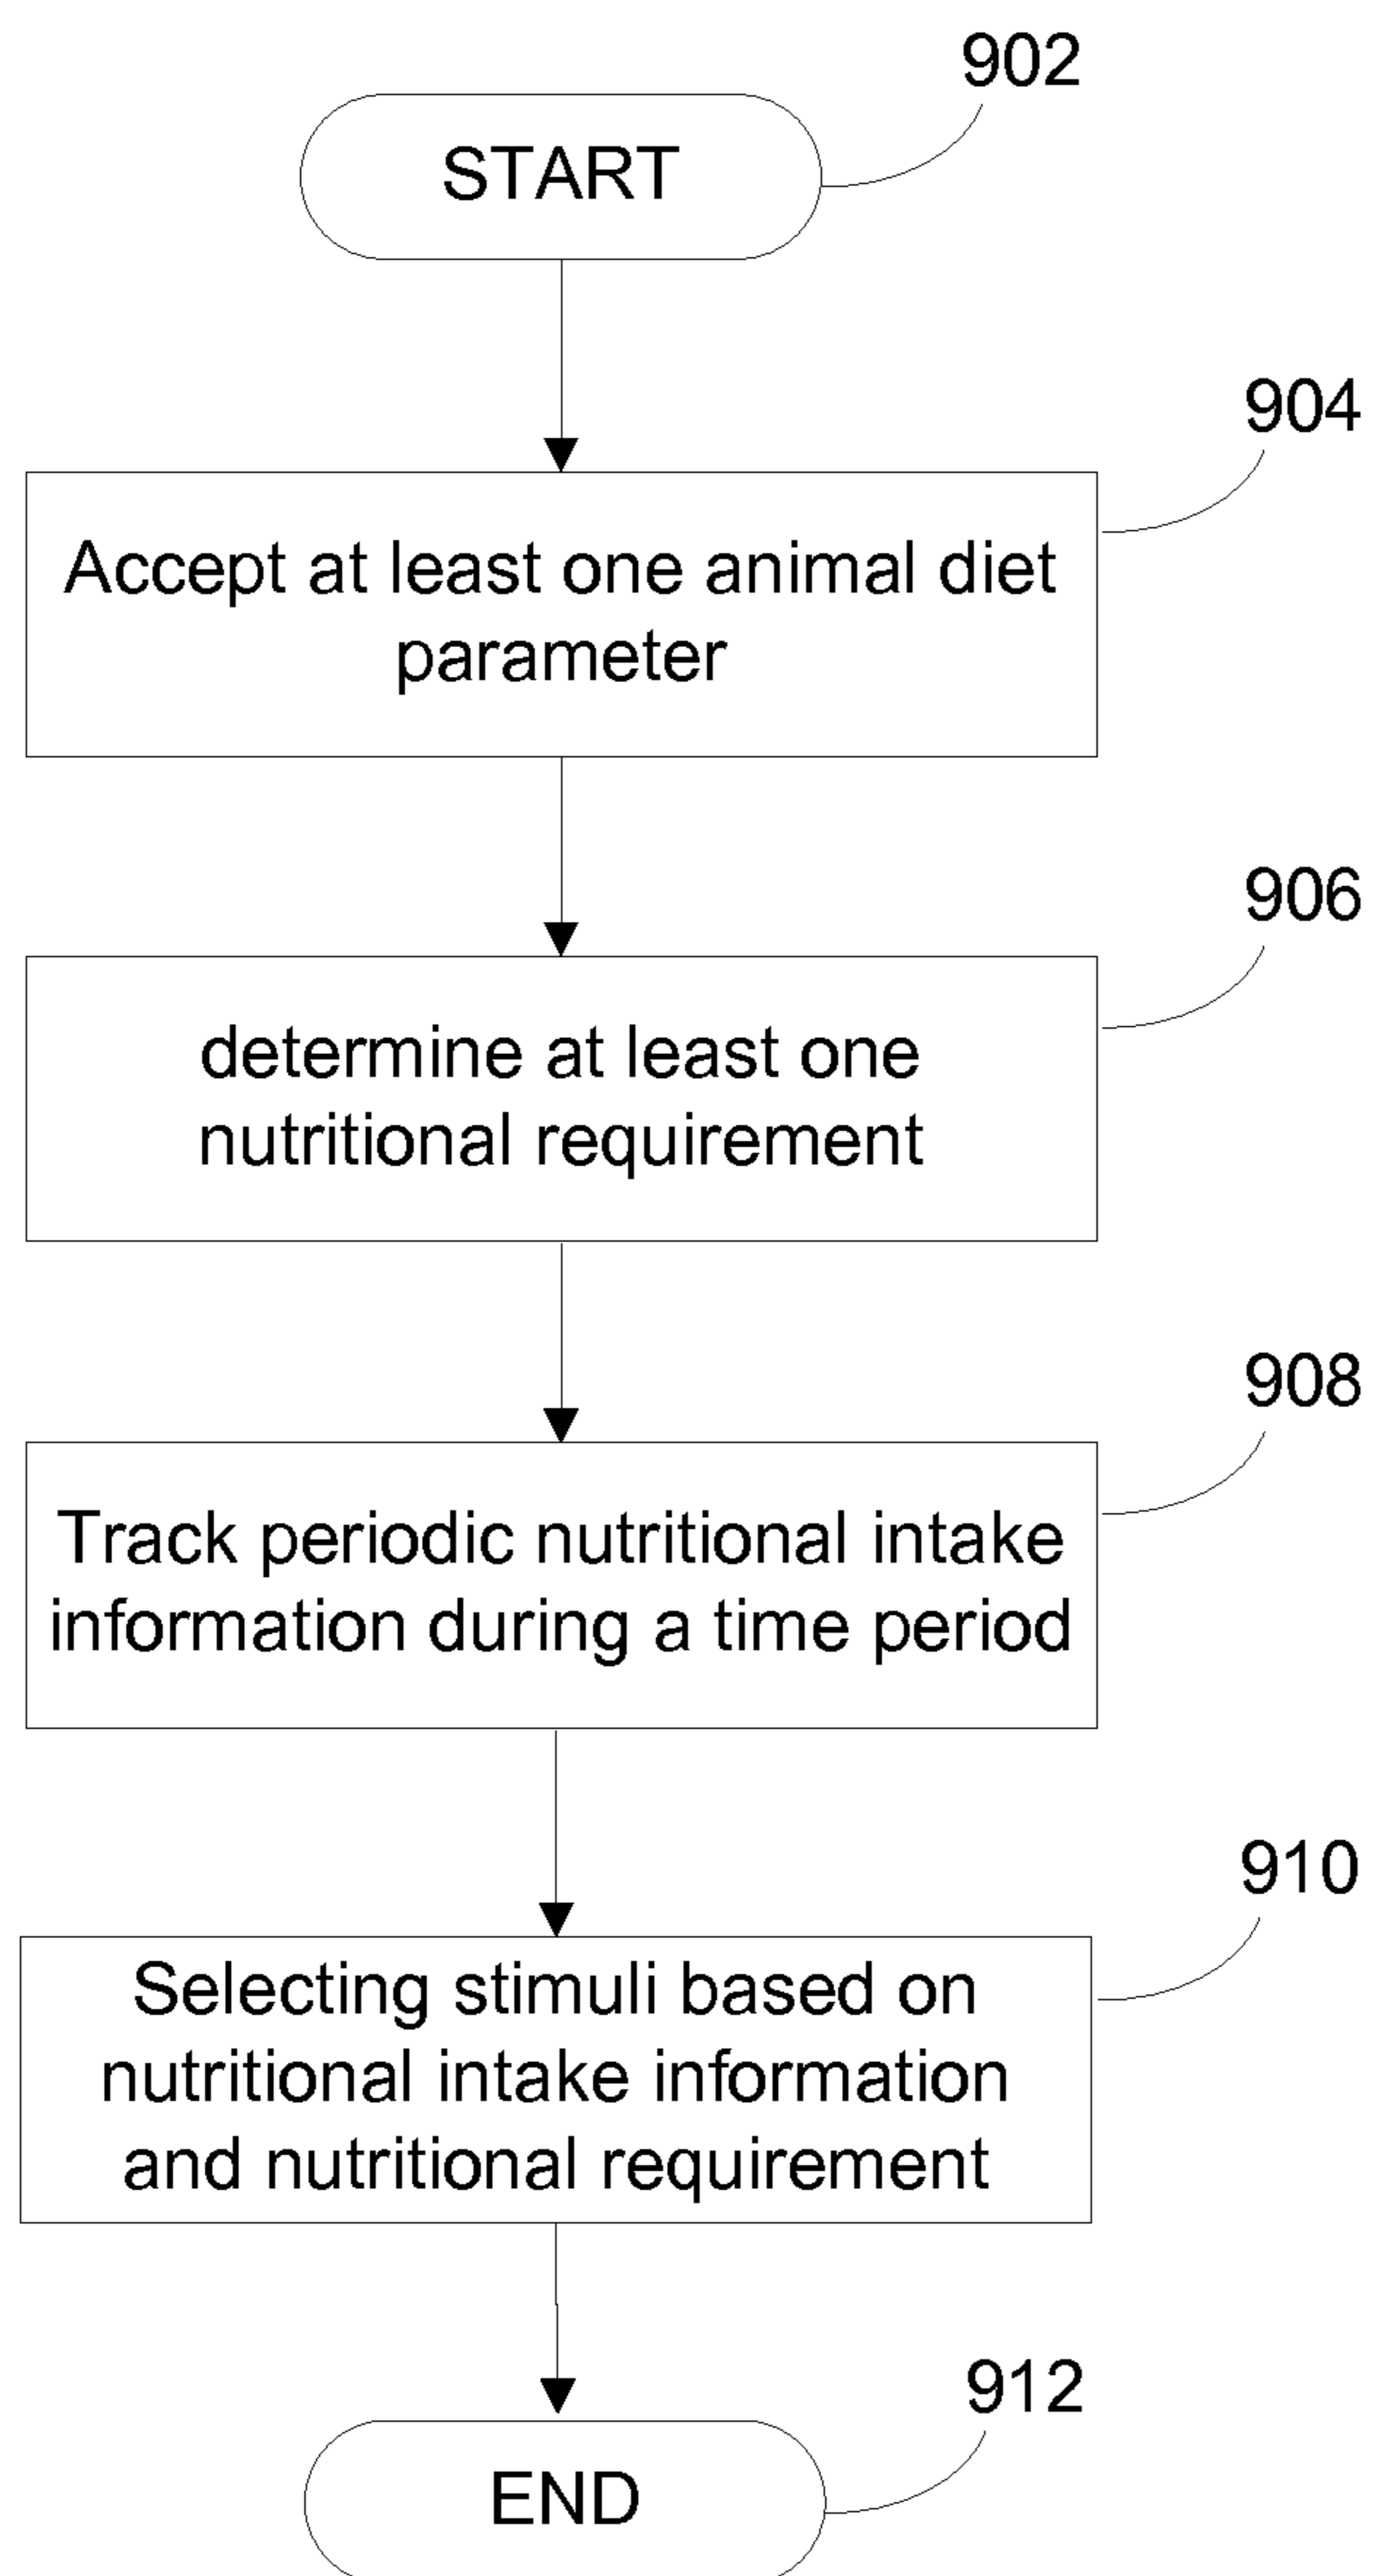 902
START
904
Accept at least one animal diet
parameter
906
determine at least one
nutritional requirement
908
Track periodic nutritional intake
information during a time period
910
Selecting stimuli based on
nutritional intake information
and nutritional requirement
912
END